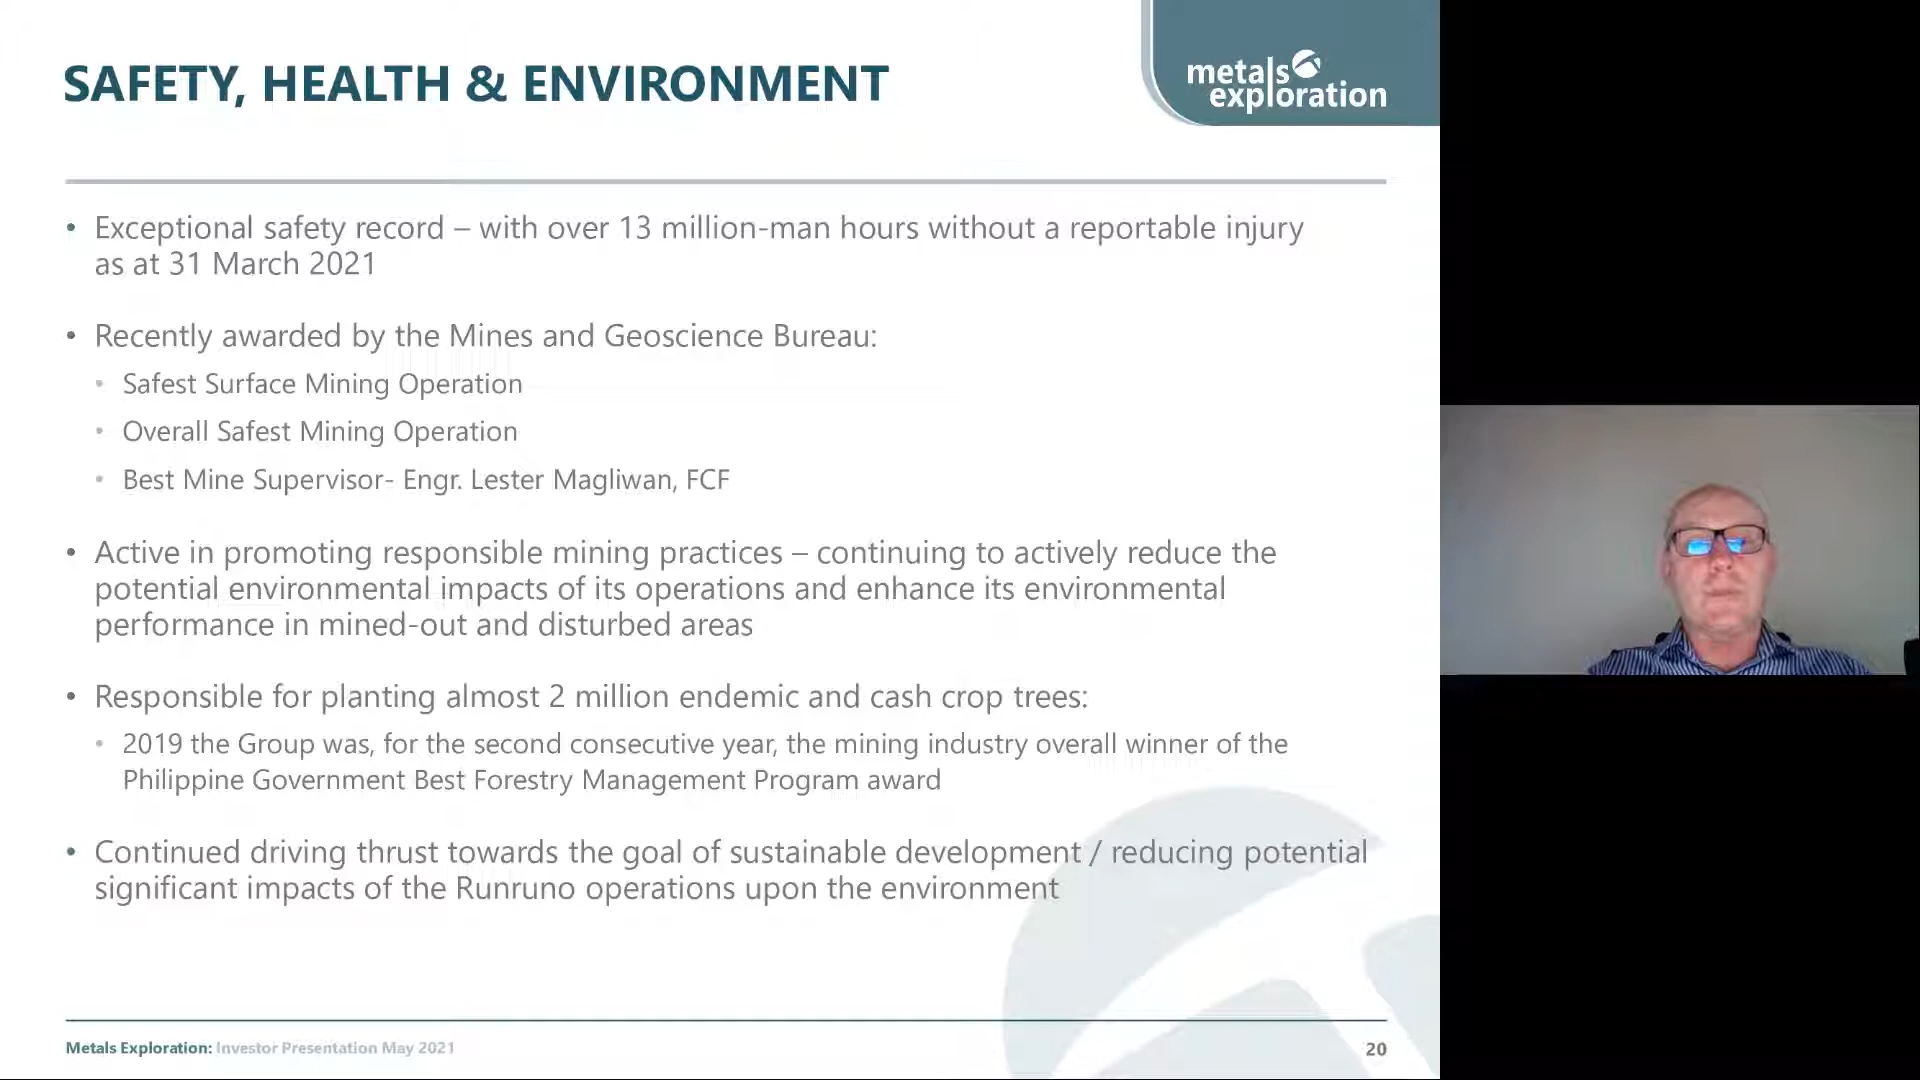 SAFETY, HEALTH & ENVIRONMENT
metals
exploration
• Exceptional safety record – with over 13 million-man hours without a reportable injury
as at 31 March 2021
• Recently awarded by the Mines and Geoscience Bureau:
• Safest Surface Mining Operation
• Overall Safest Mining Operation
• Best Mine Supervisor- Engr. Lester Magliwan, FCF
• Active in promoting responsible mining practices – continuing to actively reduce the
potential environmental impacts of its operations and enhance its environmental
performance in mined-out and disturbed areas
• Responsible for planting almost 2 million endemic and cash crop trees:
• 2019 the Group was, for the second consecutive year, the mining industry overall winner of the
Philippine Government Best Forestry Management Program award
• Continued driving thrust towards the goal of sustainable development / reducing potential
significant impacts of the Runruno operations upon the environment
Metals Exploration: Investor Presentation May 2021
20